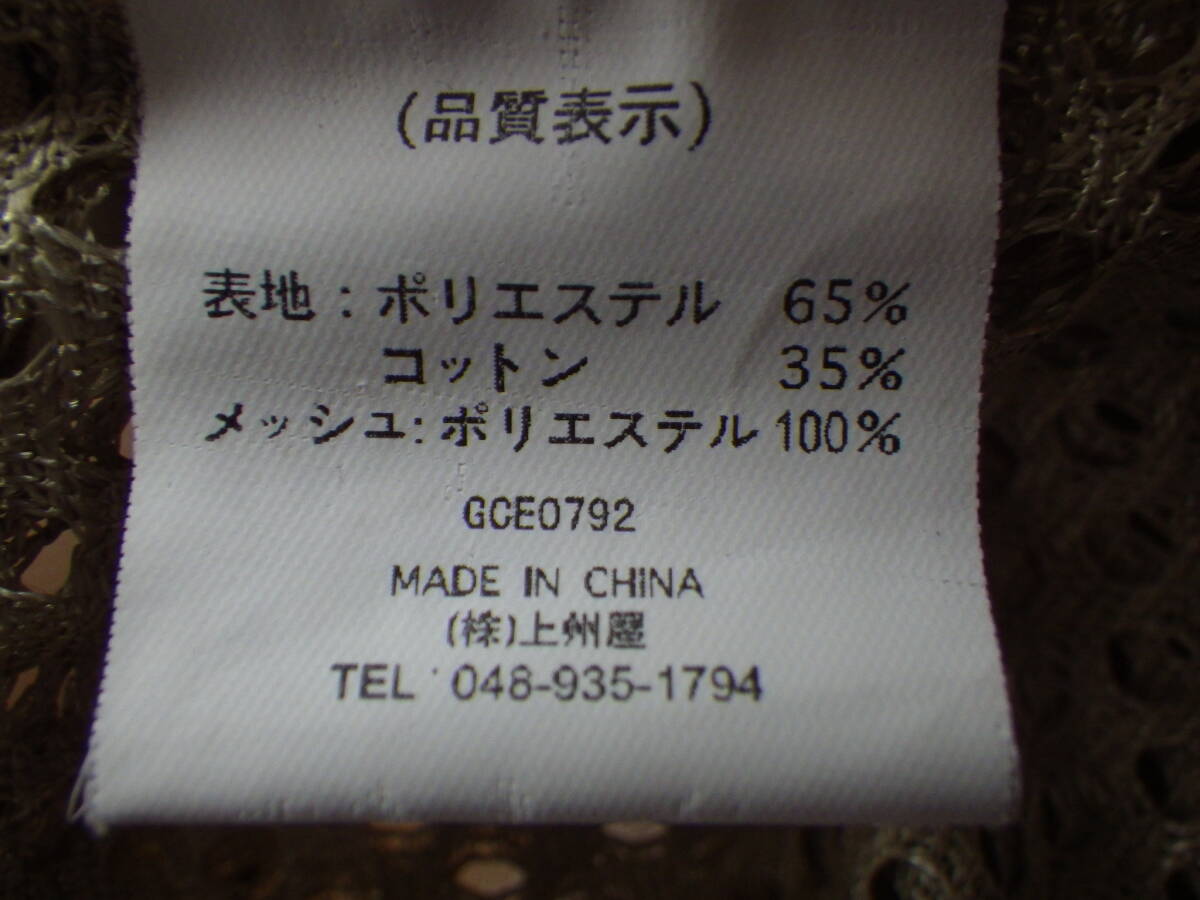 (品質表示)
表地：ポリエステル 65%
コットン 35%
メッシュ：ポリエステル 100%
GCE0792
MADE IN CHINA
(株)上州屋
TEL 048-935-1794